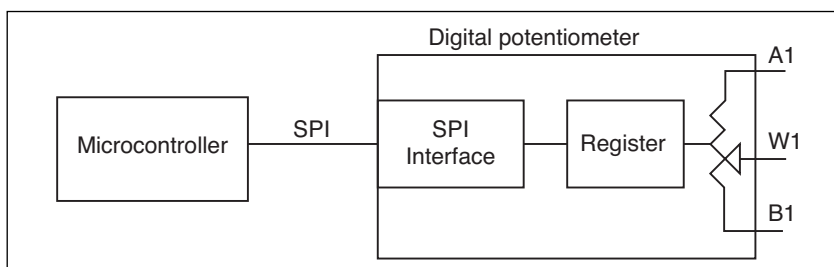 Digital potentiometer
A1
Microcontroller
SPI
SPI
Interface
Register
W1
B1